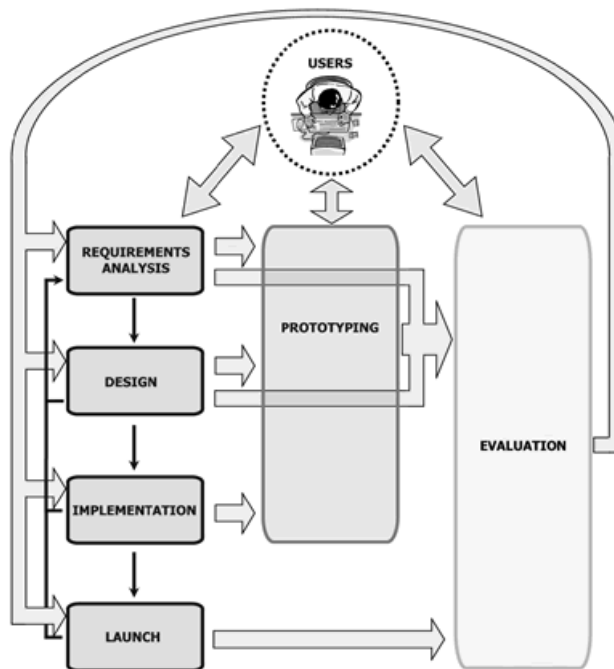 USERS
REQUIREMENTS
ANALYSIS
PROTOTYPING
DESIGN
EVALUATION
IMPLEMENTATION
LAUNCH